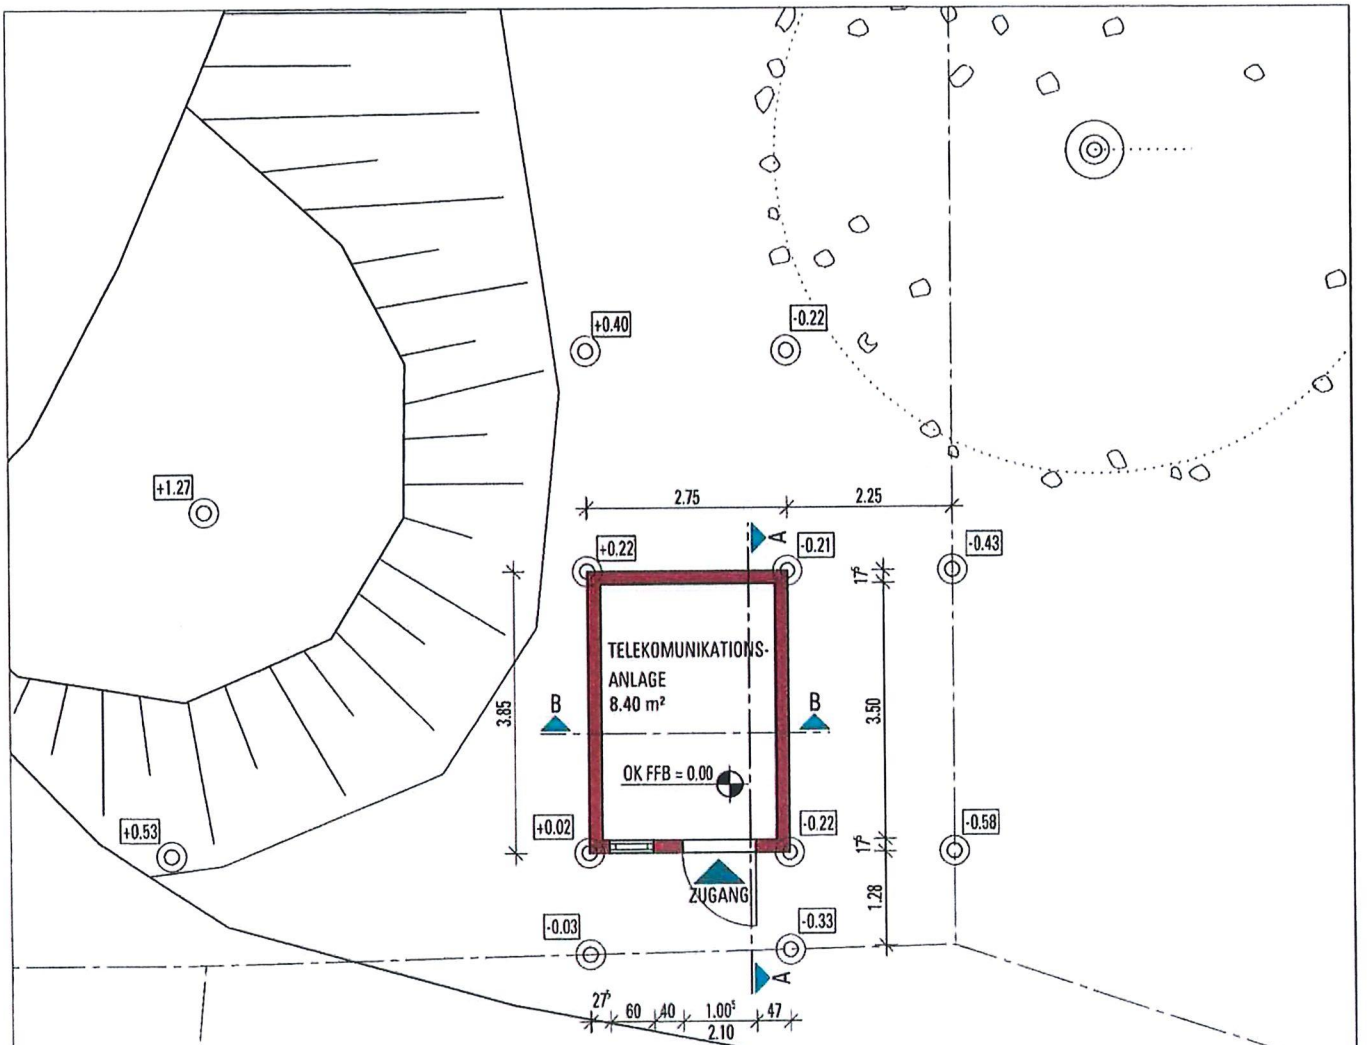 +0.40
-0.22
+1.27
2.75
2.25
A
+0.22
-0.21
-0.43
17⁵
TELEKOMUNIKATIONS-
ANLAGE
8.40 m²
B
B
3.85
3.50
OK FFB = 0.00
+0.53
+0.02
-0.22
-0.58
17⁵
ZUGANG
1.28
-0.03
-0.33
A
27⁵
60
40
1.00⁵
47
2.10